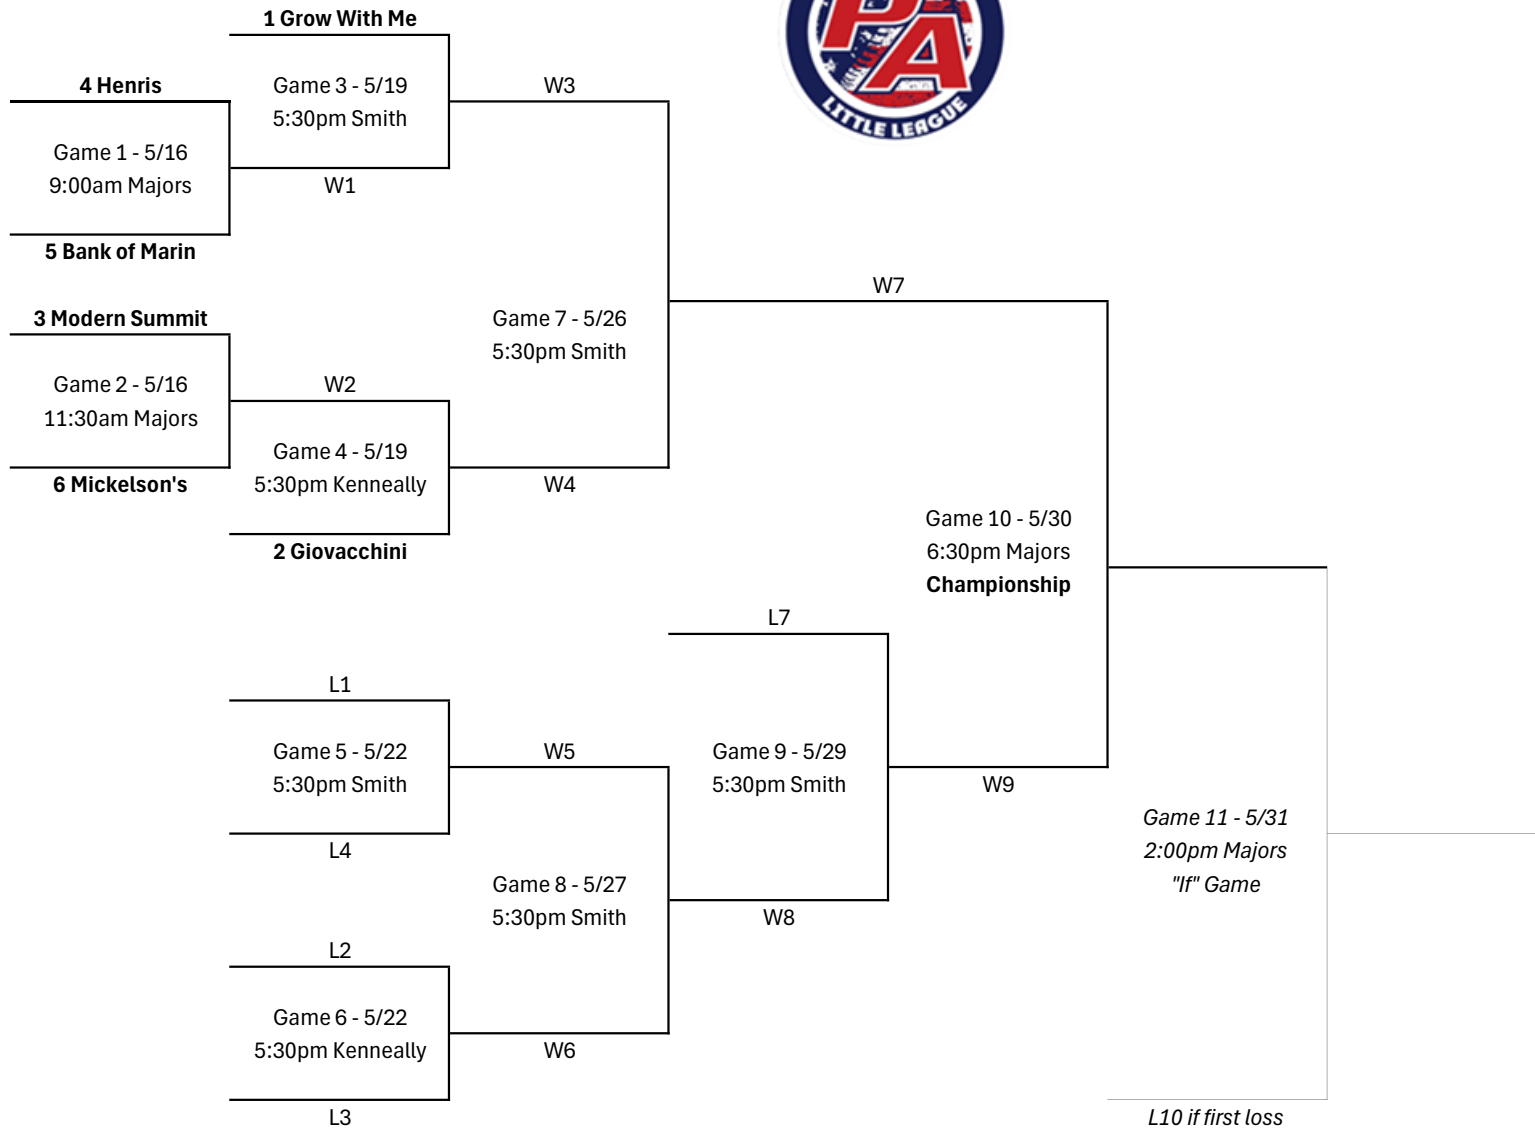 1 Grow With Me
PA
LITTLE LEAGUE
4 Henris
Game 3 - 5/19
5:30pm Smith
W3
Game 1 - 5/16
9:00am Majors
W1
5 Bank of Marin
W7
3 Modern Summit
Game 7 - 5/26
5:30pm Smith
Game 2 - 5/16
11:30am Majors
W2
Game 4 - 5/19
5:30pm Kenneally
6 Mickelson's
W4
Game 10 - 5/30
6:30pm Majors
Championship
2 Giovacchini
L7
L1
Game 5 - 5/22
5:30pm Smith
W5
Game 9 - 5/29
5:30pm Smith
W9
Game 11 - 5/31
2:00pm Majors
"If" Game
L4
Game 8 - 5/27
5:30pm Smith
W8
L2
Game 6 - 5/22
5:30pm Kenneally
W6
L3
L10 if first loss